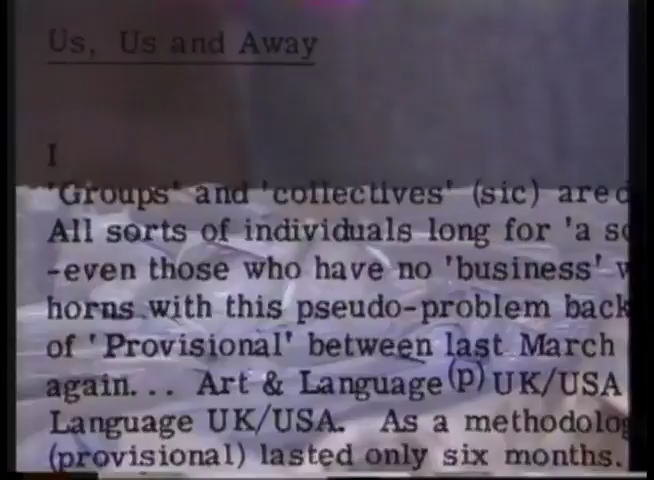 Us, Us and Away
I
'Groups' and 'collectives' (sic) are
All sorts of individuals long for 'a
-even those who have no 'business'
horns with this pseudo-problem back
of 'Provisional' between last March
again... Art & Language (p) UK/USA
Language UK/USA. As a methodolog
(provisional) lasted only six months.